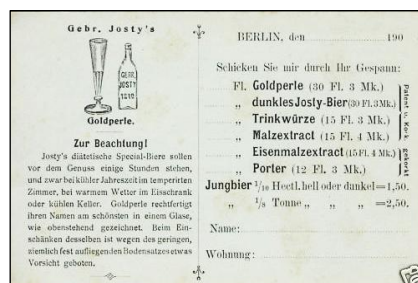 Gebr. Josty's
GEBR.
JOSTY
1810
Goldperle.
Zur Beachtung!
Josty's diätetische Special-Biere sollen
vor dem Genuss einige Stunden stehen,
und zwar bei kühler Jahreszeit im temperirten
Zimmer, bei warmem Wetter im Eisschrank
oder kühlen Keller. Goldperle rechtfertigt
ihren Namen am schönsten in einem Glase,
wie obenstehend gezeichnet. Beim Ein-
schänken desselben ist wegen des geringen,
ziemlich fest aufliegenden Bodensatzes etwas
Vorsicht geboten.
BERLIN, den 190
Schicken Sie mir durch Ihr Gespann:
Fl. Goldperle (30 Fl. 3 Mk.)
„ dunkles Josty-Bier (30 Fl. 3 Mk.)
„ Trinkwürze (15 Fl. 3 Mk.)
„ Malzextract (15 Fl. 4 Mk.)
„ Eisenmalzextract (15 Fl. 4 Mk.)
„ Porter (12 Fl. 3 Mk.)
Patent u. Kork gekorkt
Jungbier 1/10 Hectl. hell oder dunkel = 1,50.
„ 1/8 Tonne „ „ „ = 2,50.
Name:
Wohnung: